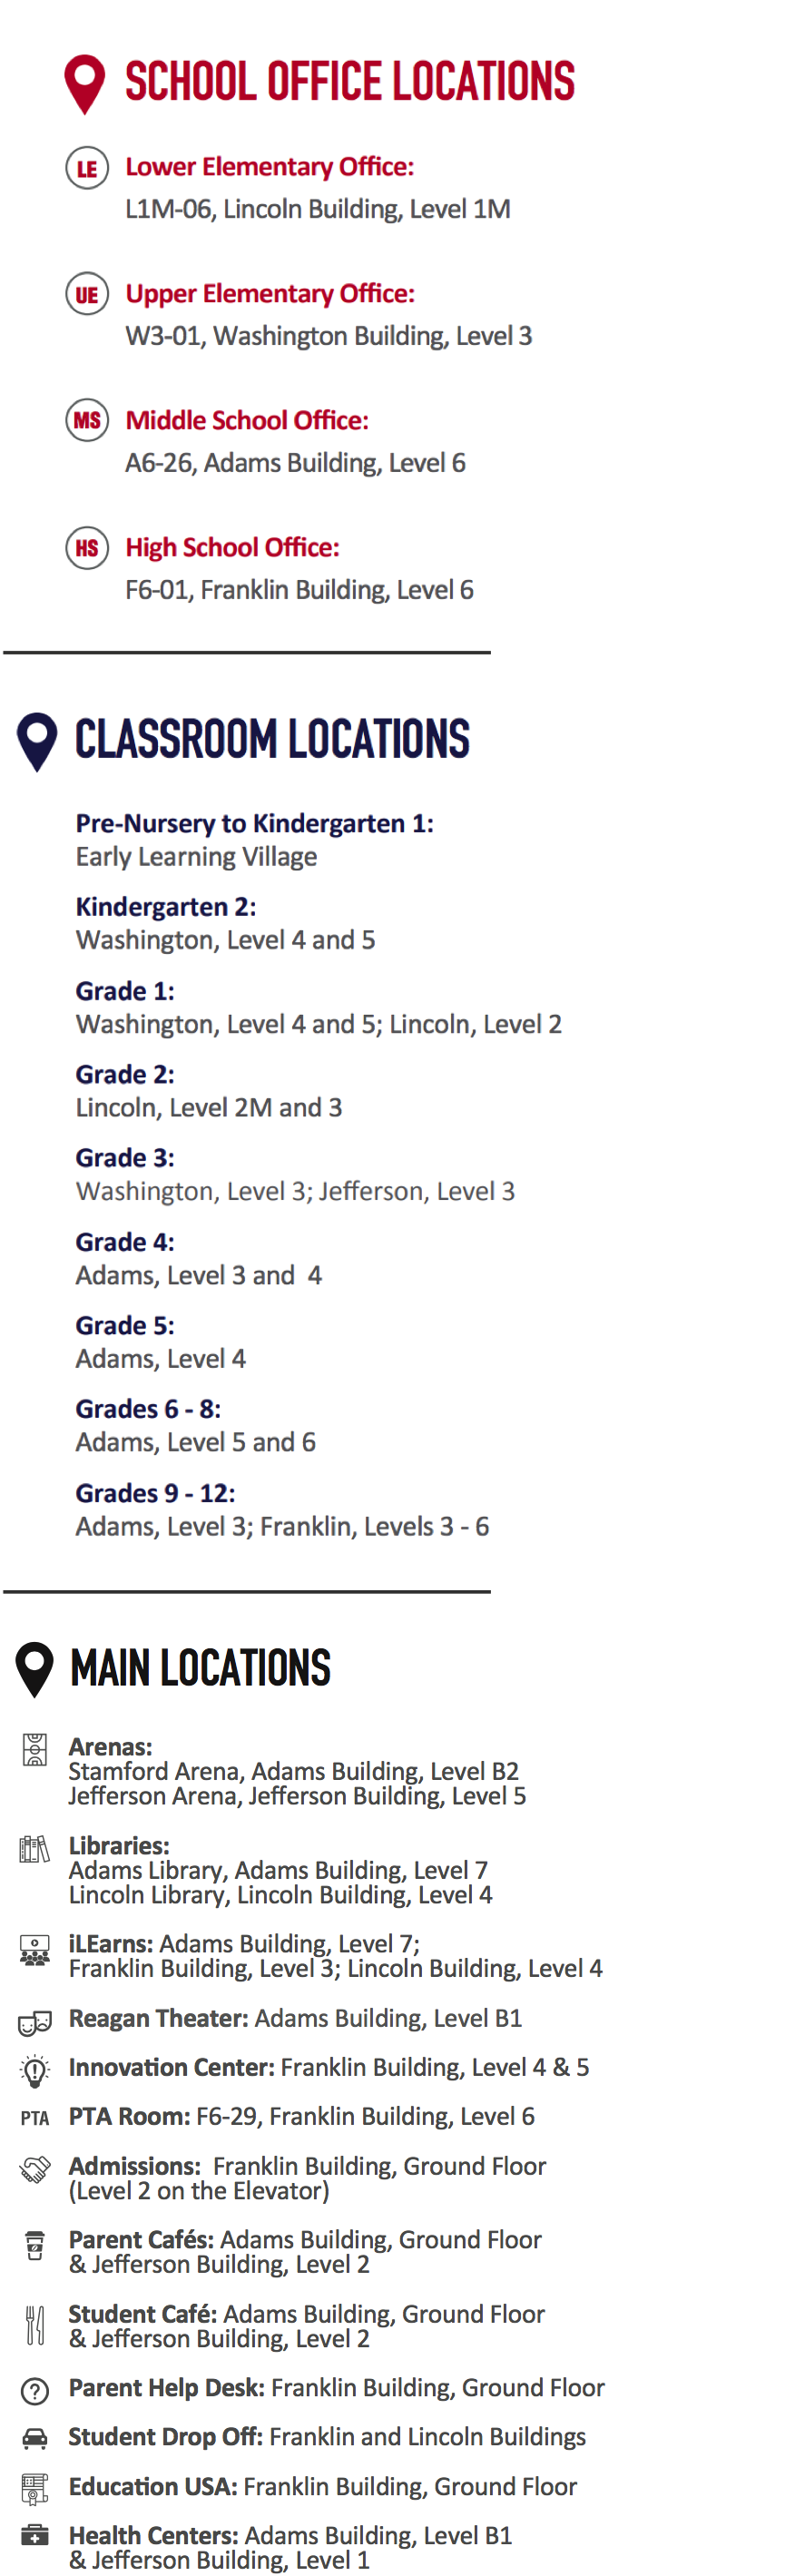 SCHOOL OFFICE LOCATIONS
LE Lower Elementary Office:
L1M-06, Lincoln Building, Level 1M
UE Upper Elementary Office:
W3-01, Washington Building, Level 3
MS Middle School Office:
A6-26, Adams Building, Level 6
HS High School Office:
F6-01, Franklin Building, Level 6
CLASSROOM LOCATIONS
Pre-Nursery to Kindergarten 1:
Early Learning Village
Kindergarten 2:
Washington, Level 4 and 5
Grade 1:
Washington, Level 4 and 5; Lincoln, Level 2
Grade 2:
Lincoln, Level 2M and 3
Grade 3:
Washington, Level 3; Jefferson, Level 3
Grade 4:
Adams, Level 3 and 4
Grade 5:
Adams, Level 4
Grades 6 - 8:
Adams, Level 5 and 6
Grades 9 - 12:
Adams, Level 3; Franklin, Levels 3 - 6
MAIN LOCATIONS
Arenas:
Stamford Arena, Adams Building, Level B2
Jefferson Arena, Jefferson Building, Level 5
Libraries:
Adams Library, Adams Building, Level 7
Lincoln Library, Lincoln Building, Level 4
iLEarns: Adams Building, Level 7;
Franklin Building, Level 3; Lincoln Building, Level 4
Reagan Theater: Adams Building, Level B1
Innovation Center: Franklin Building, Level 4 & 5
PTA PTA Room: F6-29, Franklin Building, Level 6
Admissions: Franklin Building, Ground Floor
(Level 2 on the Elevator)
Parent Cafés: Adams Building, Ground Floor
& Jefferson Building, Level 2
Student Café: Adams Building, Ground Floor
& Jefferson Building, Level 2
? Parent Help Desk: Franklin Building, Ground Floor
Student Drop Off: Franklin and Lincoln Buildings
Education USA: Franklin Building, Ground Floor
Health Centers: Adams Building, Level B1
& Jefferson Building, Level 1